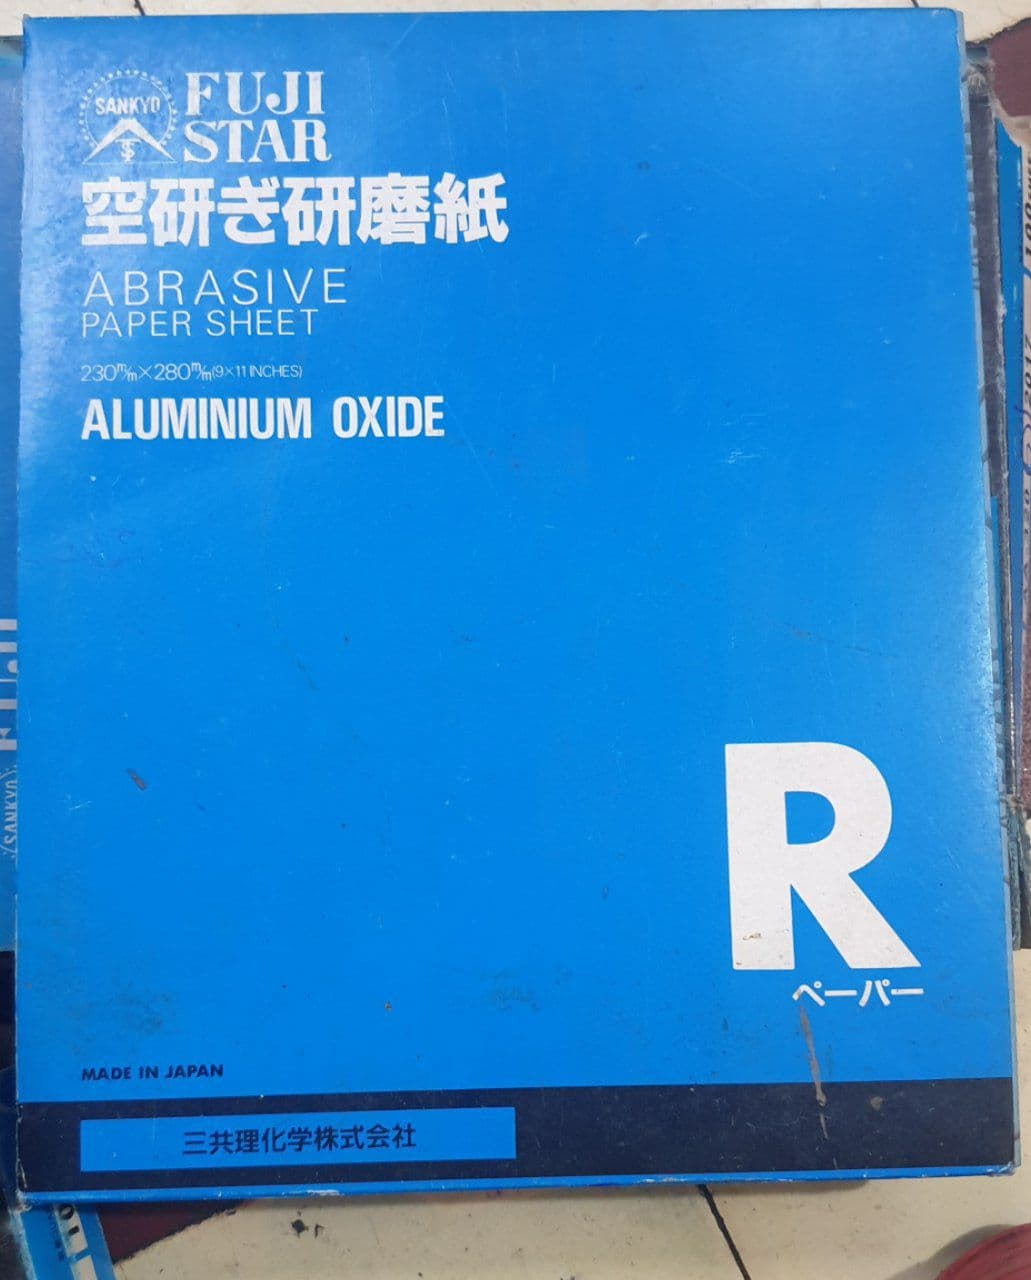 SANKYO
FUJI
STAR
空研ぎ研磨紙
ABRASIVE
PAPER SHEET
230m/m×280m/m(9×11 INCHES)
ALUMINIUM OXIDE
R
ペーパー
MADE IN JAPAN
三共理化学株式会社
SANKYO